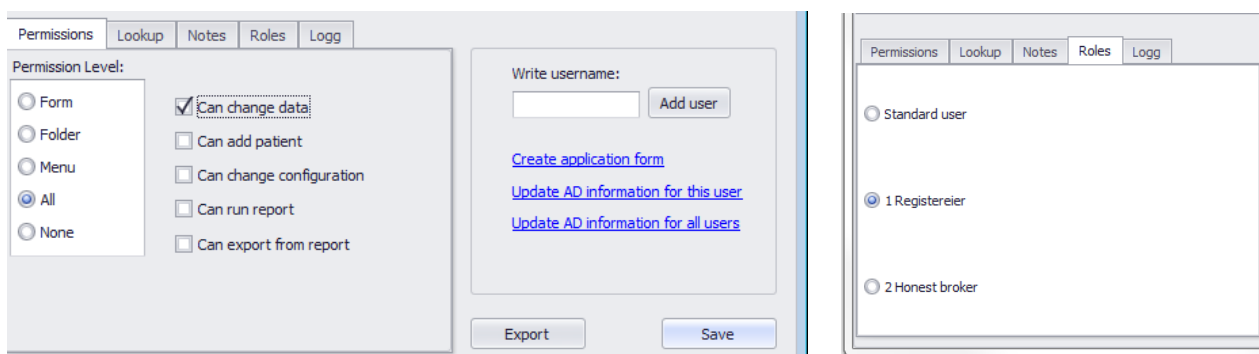 Permissions Lookup Notes Roles Logg
Permission Level:
Form
Folder
Menu
All
None
Can change data
Can add patient
Can change configuration
Can run report
Can export from report
Write username:
Add user
Create application form
Update AD information for this user
Update AD information for all users
Export Save
Permissions Lookup Notes Roles Logg
Standard user
1 Registereier
2 Honest broker